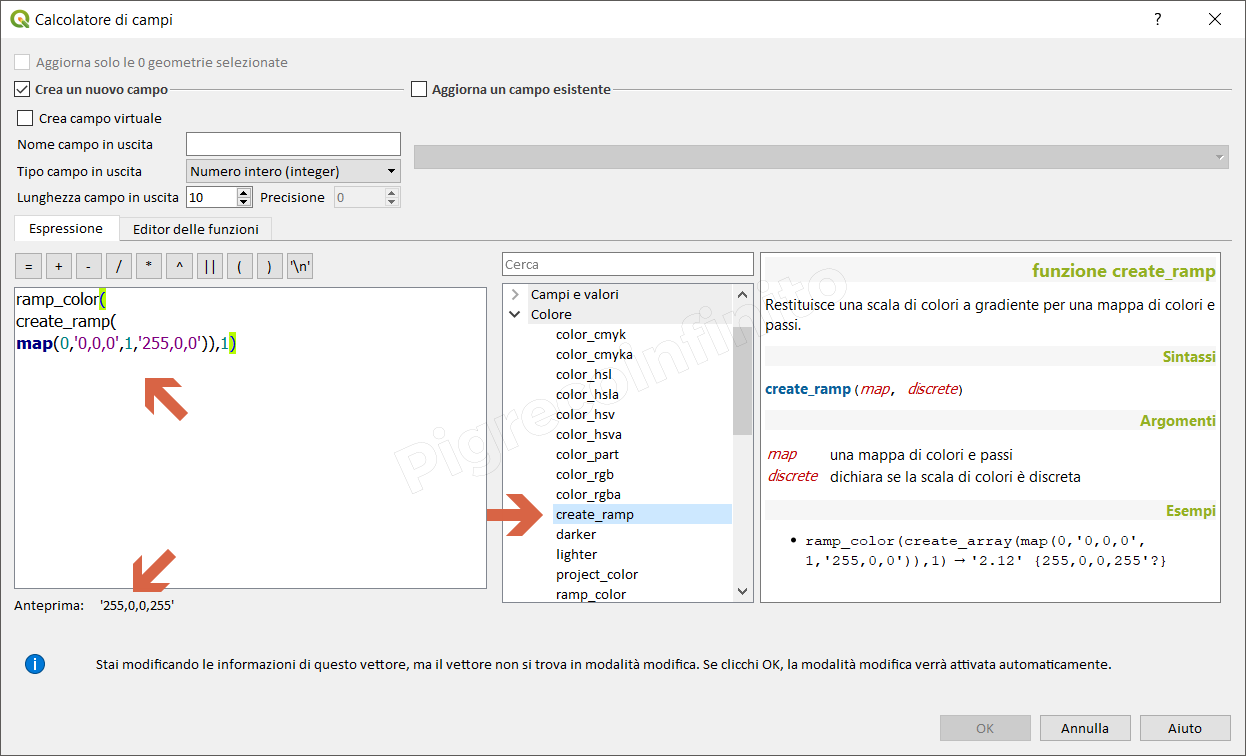 Calcolatore di campi
?
Aggiorna solo le 0 geometrie selezionate
Crea un nuovo campo
Aggiorna un campo esistente
Crea campo virtuale
Nome campo in uscita
Tipo campo in uscita
Numero intero (integer)
Lunghezza campo in uscita 10 Precisione 0
Espressione Editor delle funzioni
= + - / * ^ || ( ) '\n'
ramp_color(
create_ramp(
map(0,'0,0,0',1,'255,0,0')),1)
Anteprima: '255,0,0,255'
Cerca
Campi e valori
Colore
color_cmyk
color_cmyka
color_hsl
color_hsla
color_hsv
color_hsva
color_part
color_rgb
color_rgba
create_ramp
darker
lighter
project_color
ramp_color
funzione create_ramp
Restituisce una scala di colori a gradiente per una mappa di colori e
passi.
Sintassi
create_ramp(map, discrete)
Argomenti
map una mappa di colori e passi
discrete dichiara se la scala di colori è discreta
Esempi
• ramp_color(create_array(map(0,'0,0,0',
1,'255,0,0')),1) → '2.12' {255,0,0,255'?}
Pigrecoinfinito
i
Stai modificando le informazioni di questo vettore, ma il vettore non si trova in modalità modifica. Se clicchi OK, la modalità modifica verrà attivata automaticamente.
OK Annulla Aiuto